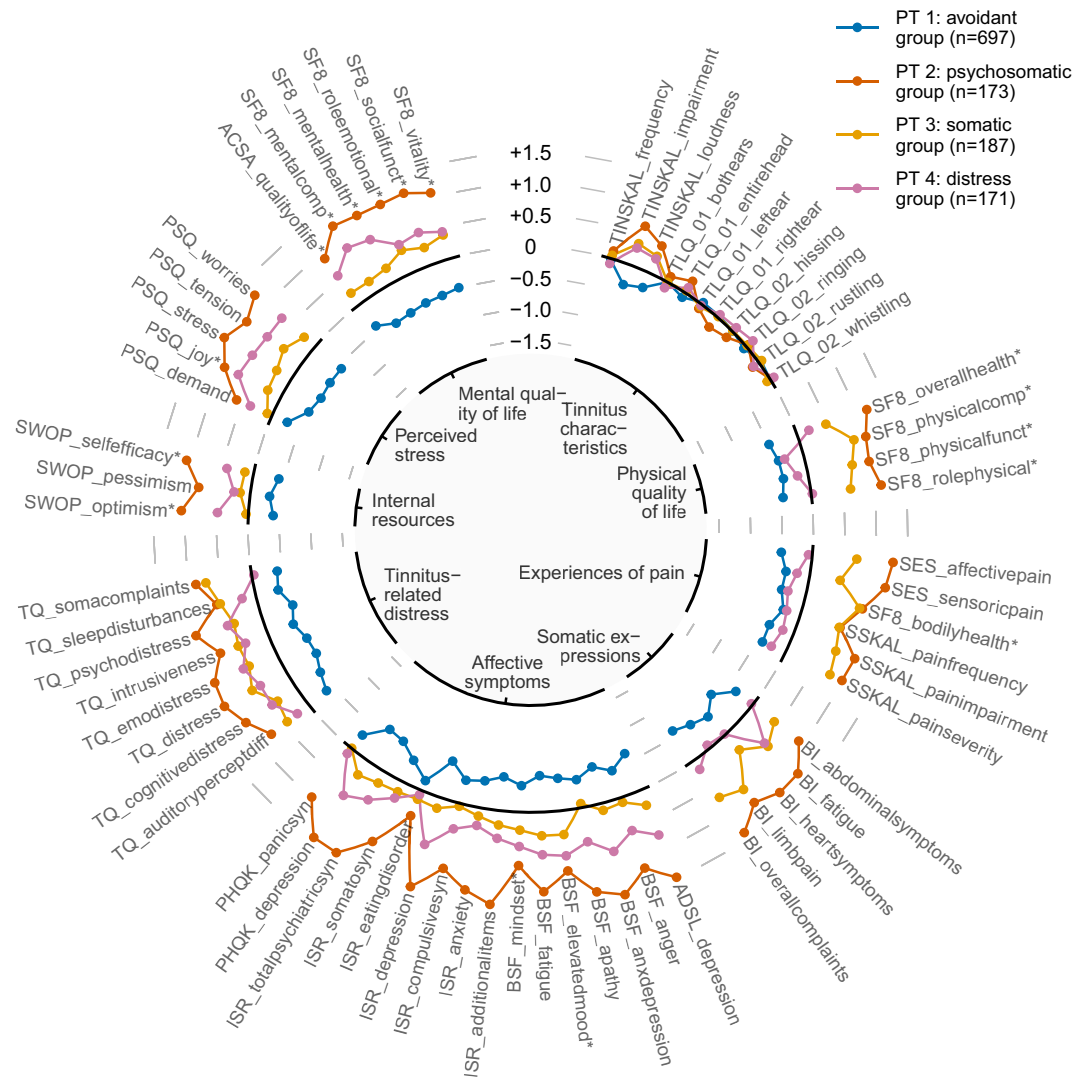 PT 1: avoidant
group (n=697)
PT 2: psychosomatic
group (n=173)
PT 3: somatic
group (n=187)
PT 4: distress
group (n=171)
+1.5
+1.0
+0.5
0
−0.5
−1.0
−1.5
TINSKAL_frequency
TINSKAL_impairment
TINSKAL_loudness
TLQ_01_bothears
TLQ_01_entirehead
TLQ_01_leftear
TLQ_01_rightear
TLQ_02_hissing
TLQ_02_ringing
TLQ_02_rustling
TLQ_02_whistling
SF8_overallhealth*
SF8_physicalcomp*
SF8_physicalfunct*
SF8_rolephysical*
SES_affectivepain
SES_sensoricpain
SF8_bodilyhealth*
SSKAL_painfrequency
SSKAL_painimpairment
SSKAL_painseverity
BI_abdominalsymptoms
BI_fatigue
BI_heartsymptoms
BI_limbpain
BI_overallcomplaints
ADSL_depression
BSF_anger
BSF_anxdepression
BSF_apathy
BSF_elevatedmood*
BSF_fatigue
BSF_mindset*
ISR_additionalitems
ISR_anxiety
ISR_compulsivesyn
ISR_depression
ISR_eatingdisorder
ISR_somatosyn
ISR_totalpsychiatricsyn
PHQK_depression
PHQK_panicsyn
TQ_auditoryperceptdiff
TQ_cognitivedistress
TQ_distress
TQ_emodistress
TQ_intrusiveness
TQ_psychodistress
TQ_sleepdisturbances
TQ_somacomplaints
SWOP_optimism*
SWOP_pessimism
SWOP_selfefficacy*
PSQ_demand
PSQ_joy*
PSQ_stress
PSQ_tension
PSQ_worries
ACSA_qualityoflife*
SF8_mentalcomp*
SF8_mentalhealth*
SF8_roleemotional*
SF8_socialfunct*
SF8_vitality*
Mental qual−
ity of life
Tinnitus
charac−
teristics
Physical
quality
of life
Experiences of pain
Somatic ex−
pressions
Affective
symptoms
Tinnitus−
related
distress
Internal
resources
Perceived
stress